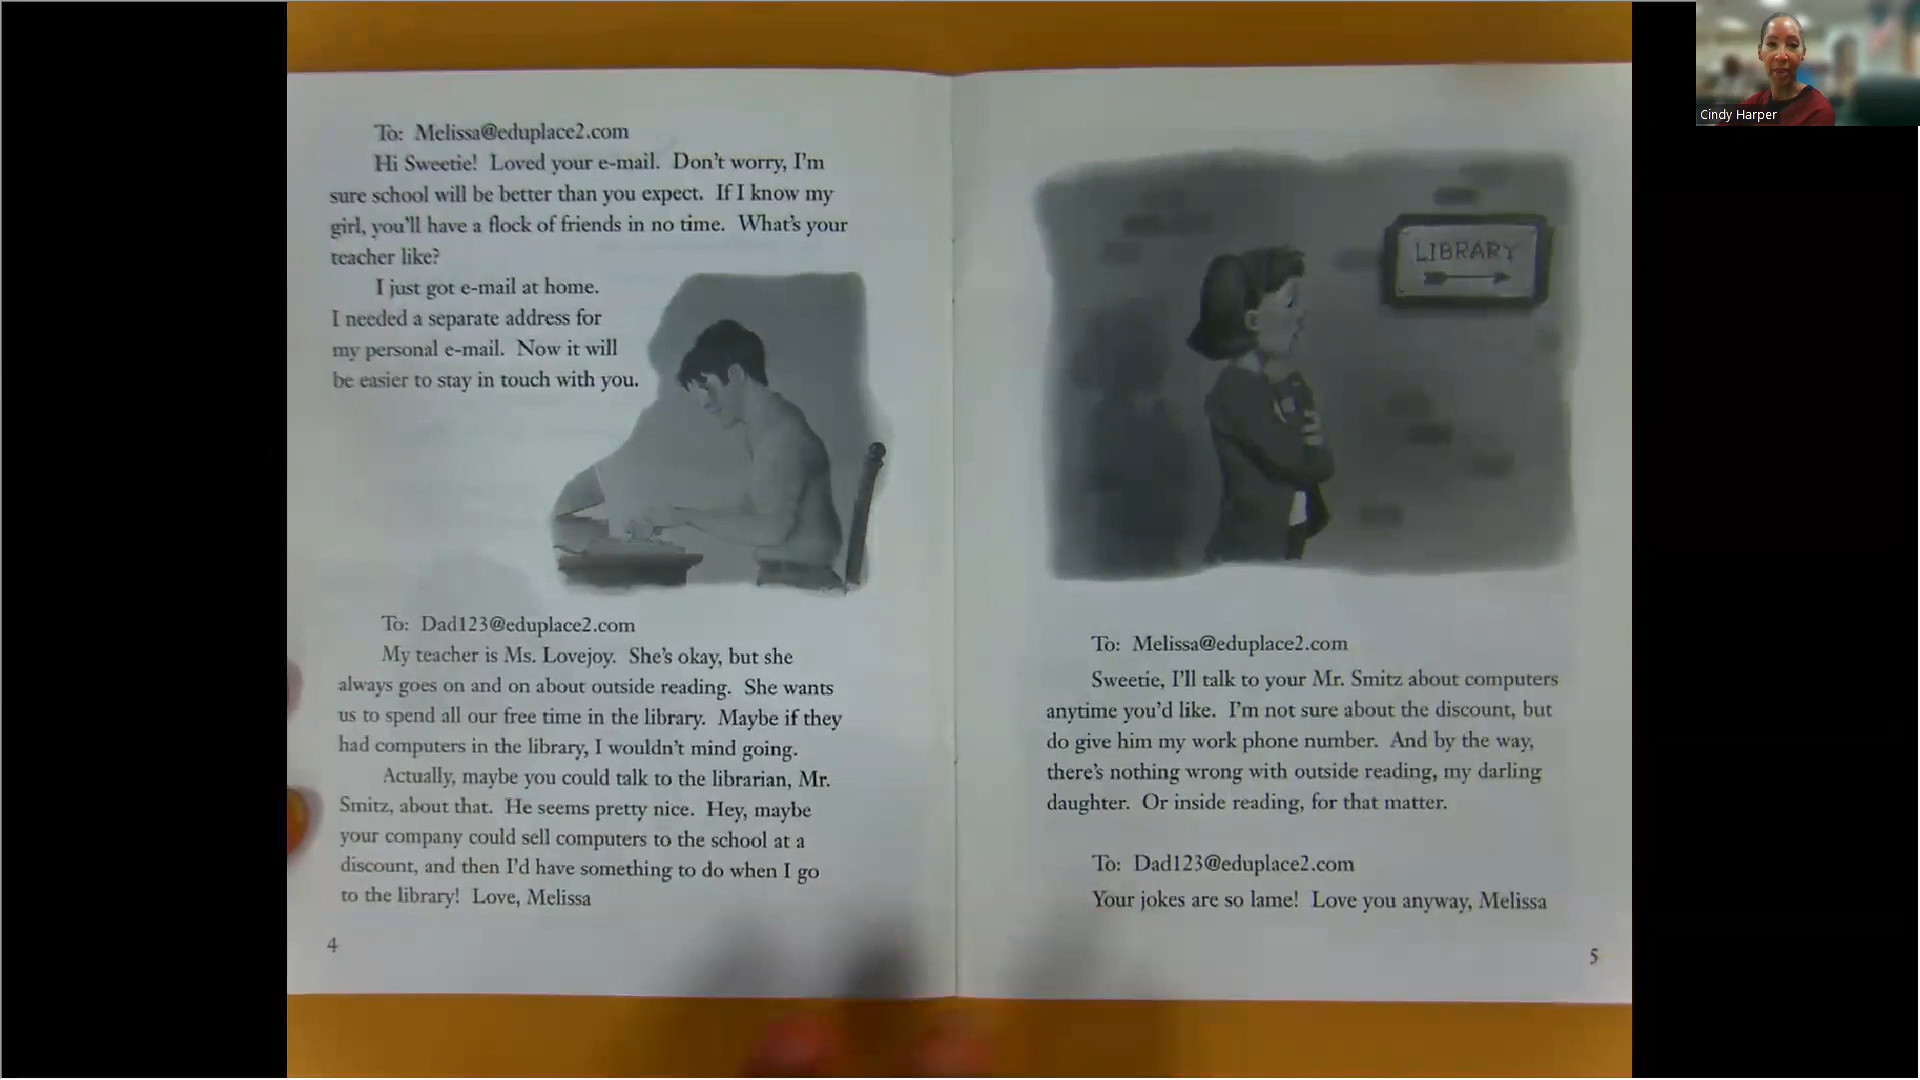 To: Melissa@eduplace2.com
Hi Sweetie! Loved your e-mail. Don't worry, I'm
sure school will be better than you expect. If I know my
girl, you'll have a flock of friends in no time. What's your
teacher like?
I just got e-mail at home.
I needed a separate address for
my personal e-mail. Now it will
be easier to stay in touch with you.
To: Dad123@eduplace2.com
My teacher is Ms. Lovejoy. She's okay, but she
always goes on and on about outside reading. She wants
us to spend all our free time in the library. Maybe if they
had computers in the library, I wouldn't mind going.
Actually, maybe you could talk to the librarian, Mr.
Smitz, about that. He seems pretty nice. Hey, maybe
your company could sell computers to the school at a
discount, and then I'd have something to do when I go
to the library! Love, Melissa
4
LIBRARY
To: Melissa@eduplace2.com
Sweetie, I'll talk to your Mr. Smitz about computers
anytime you'd like. I'm not sure about the discount, but
do give him my work phone number. And by the way,
there's nothing wrong with outside reading, my darling
daughter. Or inside reading, for that matter.
To: Dad123@eduplace2.com
Your jokes are so lame! Love you anyway, Melissa
5
Cindy Harper